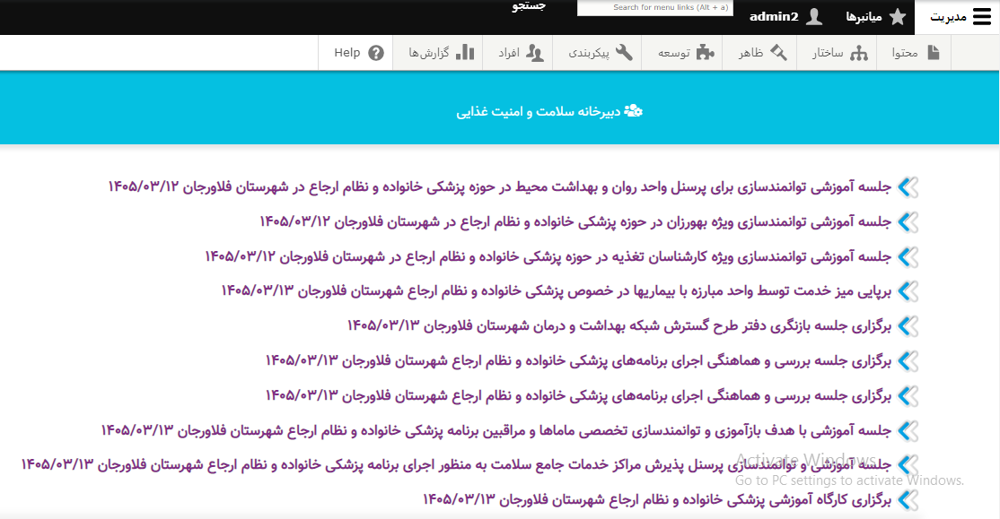 مدیریت
میانبرها
admin2
Search for menu links (Alt + a)
جستجو
محتوا
ساختار
ظاهر
توسعه
پیکربندی
افراد
گزارش‌ها
Help
دبیرخانه سلامت و امنیت غذایی
جلسه آموزشی توانمندسازی برای پرسنل واحد روان و بهداشت محیط در حوزه پزشکی خانواده و نظام ارجاع در شهرستان فلاورجان ۱۴۰۵/۰۳/۱۲
جلسه آموزشی توانمندسازی ویژه بهورزان در حوزه پزشکی خانواده و نظام ارجاع در شهرستان فلاورجان ۱۴۰۵/۰۳/۱۲
جلسه آموزشی توانمندسازی ویژه کارشناسان تغذیه در حوزه پزشکی خانواده و نظام ارجاع در شهرستان فلاورجان ۱۴۰۵/۰۳/۱۲
برپایی میز خدمت توسط واحد مبارزه با بیماریها در خصوص پزشکی خانواده و نظام ارجاع شهرستان فلاورجان ۱۴۰۵/۰۳/۱۳
برگزاری جلسه بازنگری دفتر طرح گسترش شبکه بهداشت و درمان شهرستان فلاورجان ۱۴۰۵/۰۳/۱۳
برگزاری جلسه بررسی و هماهنگی اجرای برنامه‌های پزشکی خانواده و نظام ارجاع شهرستان فلاورجان ۱۴۰۵/۰۳/۱۳
برگزاری جلسه بررسی و هماهنگی اجرای برنامه‌های پزشکی خانواده و نظام ارجاع شهرستان فلاورجان ۱۴۰۵/۰۳/۱۳
جلسه آموزشی با هدف بازآموزی و توانمندسازی تخصصی ماماها و مراقبین برنامه پزشکی خانواده و نظام ارجاع شهرستان فلاورجان ۱۴۰۵/۰۳/۱۳
جلسه آموزشی و توانمندسازی پرسنل پذیرش مراکز خدمات جامع سلامت به منظور اجرای برنامه پزشکی خانواده و نظام ارجاع شهرستان فلاورجان ۱۴۰۵/۰۳/۱۳
برگزاری کارگاه آموزشی پزشکی خانواده و نظام ارجاع شهرستان فلاورجان ۱۴۰۵/۰۳/۱۳
Activate Windows
Go to PC settings to activate Windows.